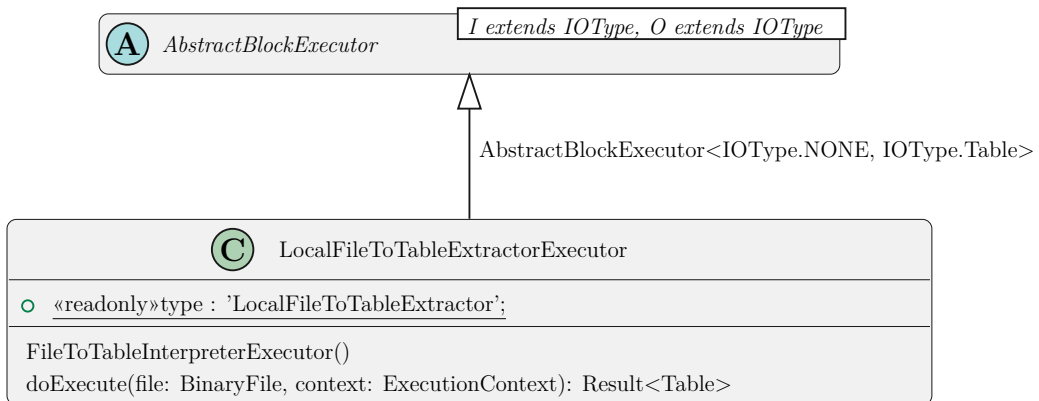 I extends IOType, O extends IOType
A AbstractBlockExecutor
AbstractBlockExecutor<IOType.NONE, IOType.Table>
C LocalFileToTableExtractorExecutor
«readonly»type : 'LocalFileToTableExtractor';
FileToTableInterpreterExecutor()
doExecute(file: BinaryFile, context: ExecutionContext): Result<Table>